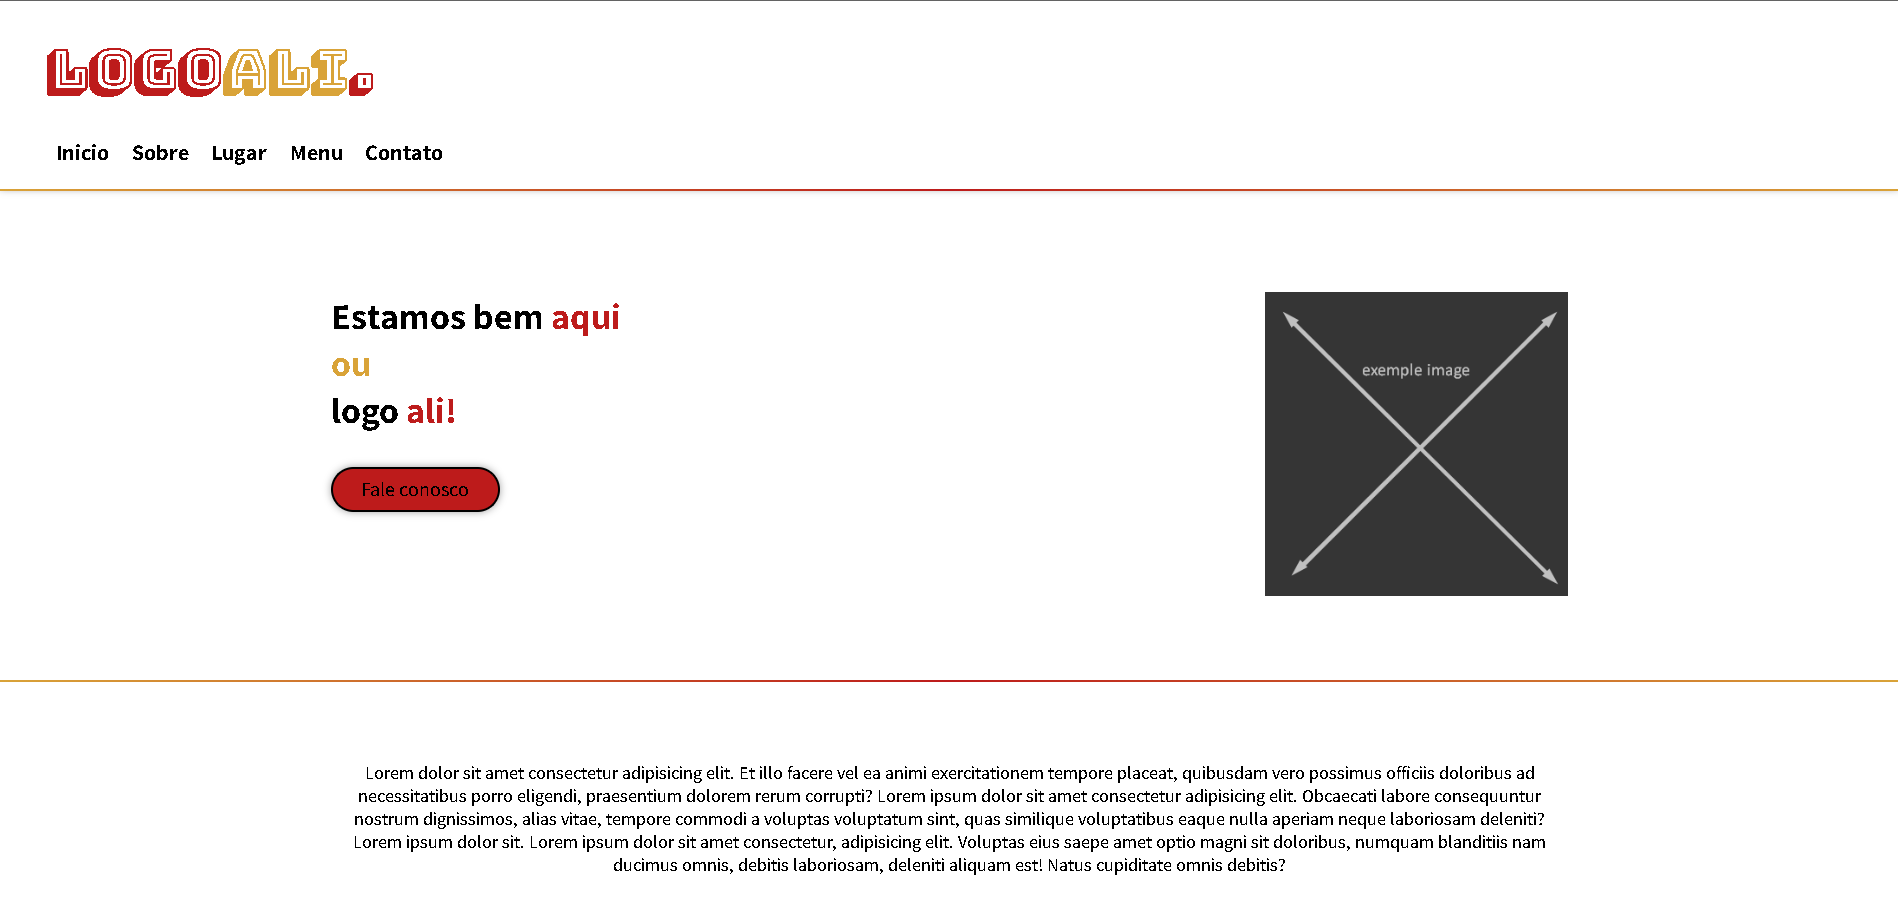 LOGOALI.
Inicio Sobre Lugar Menu Contato
Estamos bem aqui
ou
logo ali!
exemple image
Fale conosco
Lorem dolor sit amet consectetur adipisicing elit. Et illo facere vel ea animi exercitationem tempore placeat, quibusdam vero possimus officiis doloribus ad
necessitatibus porro eligendi, praesentium dolorem rerum corrupti? Lorem ipsum dolor sit amet consectetur adipisicing elit. Obcaecati labore consequuntur
nostrum dignissimos, alias vitae, tempore commodi a voluptas voluptatum sint, quas similique voluptatibus eaque nulla aperiam neque laboriosam deleniti?
Lorem ipsum dolor sit. Lorem ipsum dolor sit amet consectetur, adipisicing elit. Voluptas eius saepe amet optio magni sit doloribus, numquam blanditiis nam
ducimus omnis, debitis laboriosam, deleniti aliquam est! Natus cupiditate omnis debitis?